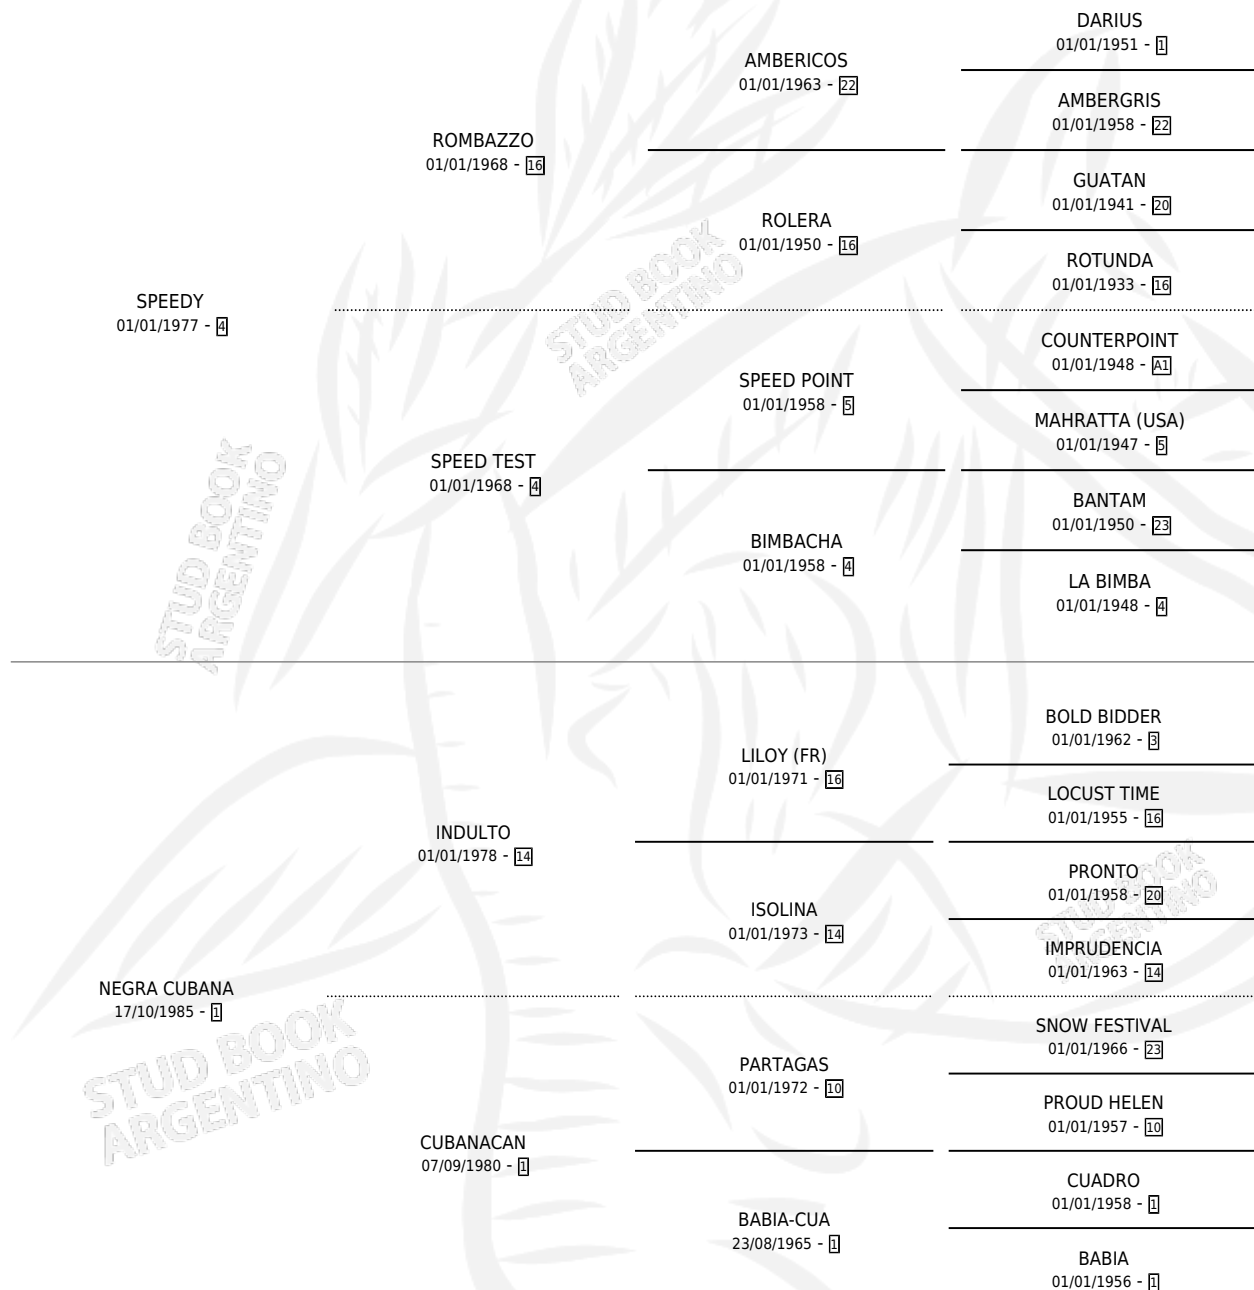 DARIUS
01/01/1951 - 1
AMBERICOS
01/01/1963 - 22
AMBERGRIS
01/01/1958 - 22
ROMBAZZO
01/01/1968 - 16
GUATAN
01/01/1941 - 20
ROLERA
01/01/1950 - 16
ROTUNDA
01/01/1933 - 16
SPEEDY
01/01/1977 - 4
COUNTERPOINT
01/01/1948 - A1
SPEED POINT
01/01/1958 - 5
MAHRATTA (USA)
01/01/1947 - 5
SPEED TEST
01/01/1968 - 4
BANTAM
01/01/1950 - 23
BIMBACHA
01/01/1958 - 4
LA BIMBA
01/01/1948 - 4
BOLD BIDDER
01/01/1962 - 3
LILOY (FR)
01/01/1971 - 16
LOCUST TIME
01/01/1955 - 16
INDULTO
01/01/1978 - 14
PRONTO
01/01/1958 - 20
ISOLINA
01/01/1973 - 14
IMPRUDENCIA
01/01/1963 - 14
NEGRA CUBANA
17/10/1985 - 1
SNOW FESTIVAL
01/01/1966 - 23
PARTAGAS
01/01/1972 - 10
PROUD HELEN
01/01/1957 - 10
CUBANACAN
07/09/1980 - 1
CUADRO
01/01/1958 - 1
BABIA-CUA
23/08/1965 - 1
BABIA
01/01/1956 - 1
STUD BOOK
ARGENTINO
STUD BOOK
ARGENTINO
STUD BOOK
ARGENTINO
STUD BOOK
ARGENTINO